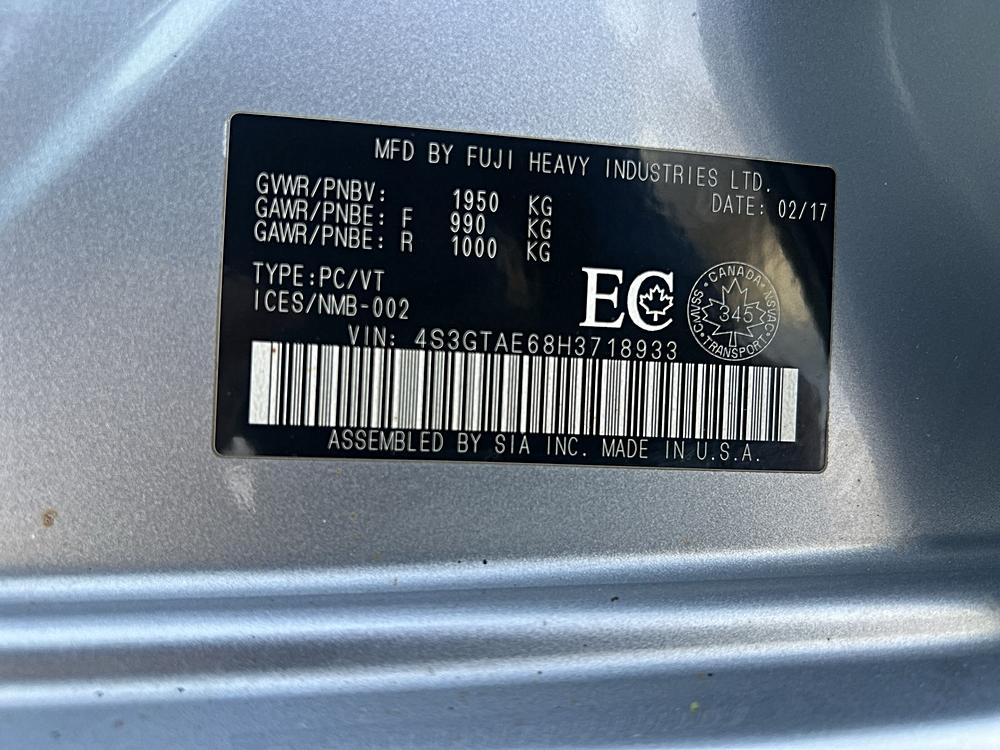 MFD BY FUJI HEAVY INDUSTRIES LTD.
DATE: 02/17
GVWR/PNBV: 1950 KG
GAWR/PNBE: F 990 KG
GAWR/PNBE: R 1000 KG
TYPE:PC/VT
ICES/NMB-002
EC
CANADA
CMVSS
345
NSVAC
TRANSPORT
VIN: 4S3GTAE68H3718933
ASSEMBLED BY SIA INC. MADE IN U.S.A.